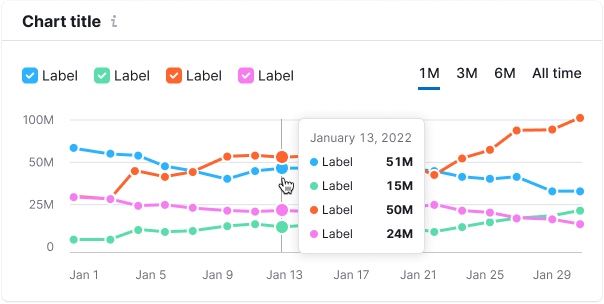 Chart title i
Label Label Label Label 1M 3M 6M All time
100M
50M
25M
0
January 13, 2022
Label 51M
Label 15M
Label 50M
Label 24M
Jan 1 Jan 5 Jan 9 Jan 13 Jan 17 Jan 21 Jan 25 Jan 29